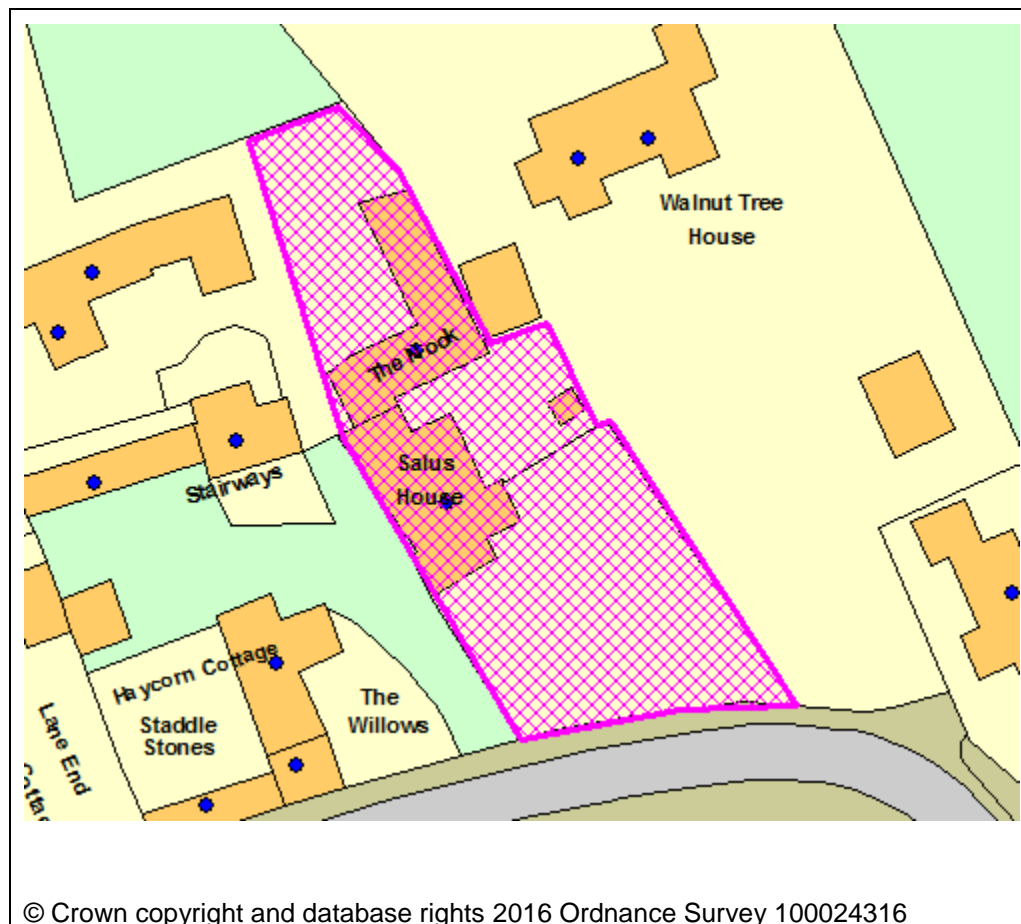 Walnut Tree
House
The Nook
Salus
House
Stairways
Haycorn Cottage
Staddle
Stones
The
Willows
Lane End
© Crown copyright and database rights 2016 Ordnance Survey 100024316